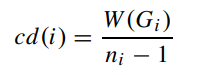 cd(i) = W(G_i) / (n_i − 1)